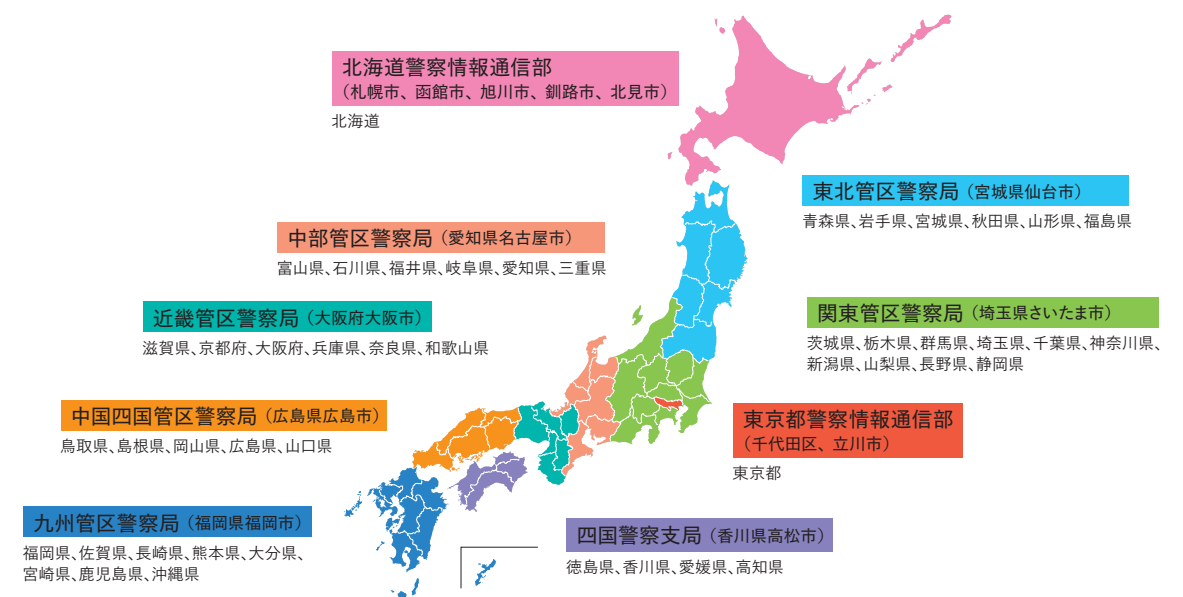 北海道警察情報通信部
（札幌市、函館市、旭川市、釧路市、北見市）
北海道
東北管区警察局（宮城県仙台市）
青森県、岩手県、宮城県、秋田県、山形県、福島県
中部管区警察局（愛知県名古屋市）
富山県、石川県、福井県、岐阜県、愛知県、三重県
近畿管区警察局（大阪府大阪市）
滋賀県、京都府、大阪府、兵庫県、奈良県、和歌山県
関東管区警察局（埼玉県さいたま市）
茨城県、栃木県、群馬県、埼玉県、千葉県、神奈川県、
新潟県、山梨県、長野県、静岡県
中国四国管区警察局（広島県広島市）
鳥取県、島根県、岡山県、広島県、山口県
東京都警察情報通信部
（千代田区、立川市）
東京都
九州管区警察局（福岡県福岡市）
福岡県、佐賀県、長崎県、熊本県、大分県、
宮崎県、鹿児島県、沖縄県
四国警察支局（香川県高松市）
徳島県、香川県、愛媛県、高知県